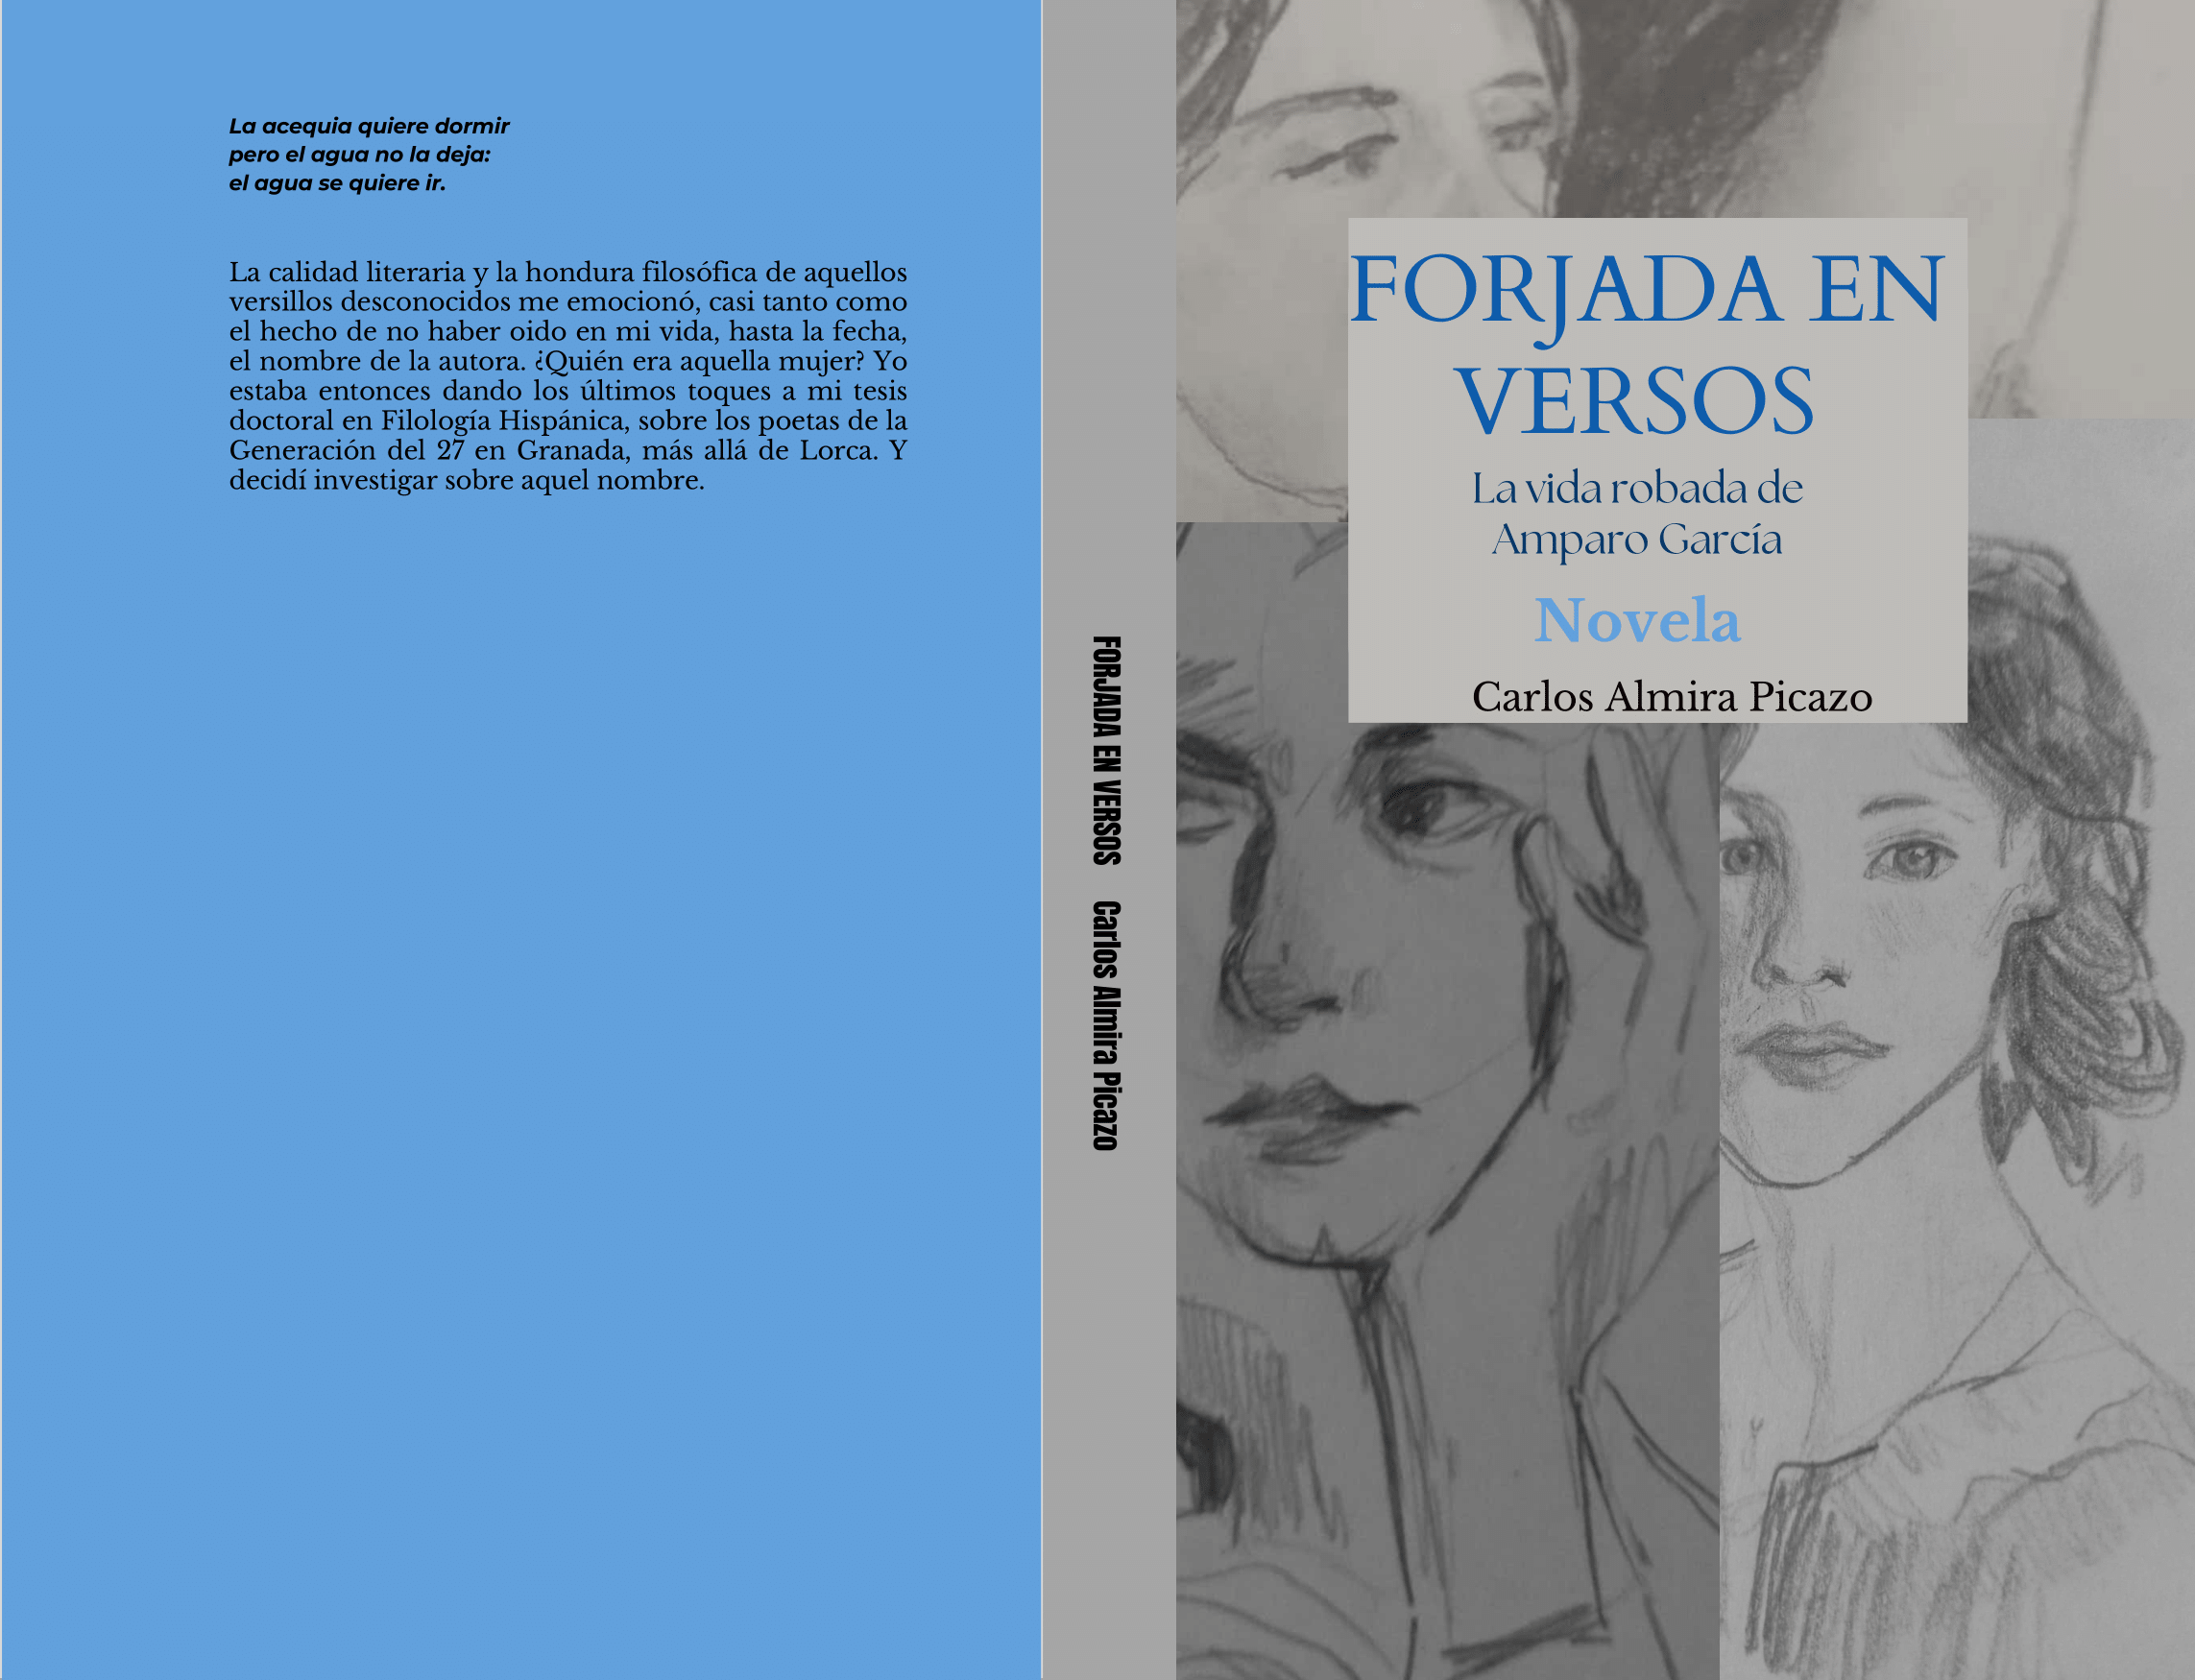 La acequia quiere dormir
pero el agua no la deja:
el agua se quiere ir.
La calidad literaria y la hondura filosófica de aquellos
versillos desconocidos me emocionó, casi tanto como
el hecho de no haber oido en mi vida, hasta la fecha,
el nombre de la autora. ¿Quién era aquella mujer? Yo
estaba entonces dando los últimos toques a mi tesis
doctoral en Filología Hispánica, sobre los poetas de la
Generación del 27 en Granada, más allá de Lorca. Y
decidí investigar sobre aquel nombre.
FORJADA EN VERSOS Carlos Almira Picazo
FORJADA EN
VERSOS
La vida robada de
Amparo García
Novela
Carlos Almira Picazo